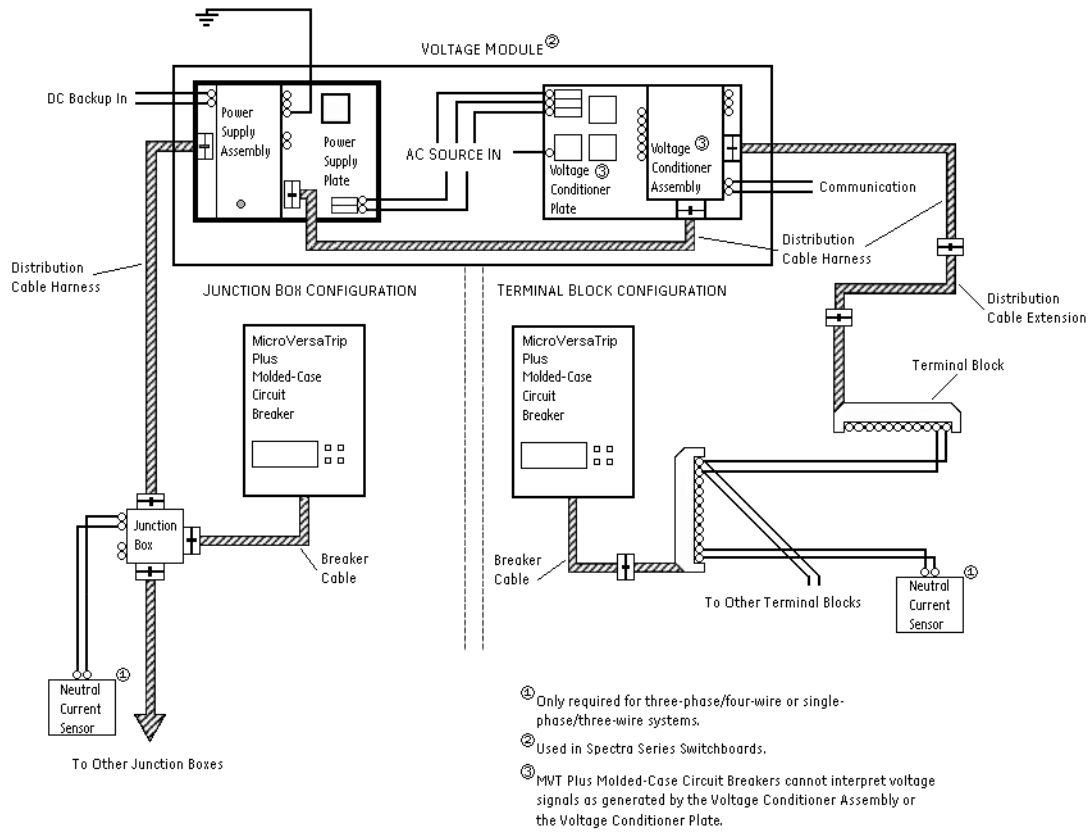 VOLTAGE MODULE ②
DC Backup In
Power
Supply
Assembly
Power
Supply
Plate
AC SOURCE IN
Voltage ③
Conditioner
Plate
Voltage ③
Conditioner
Assembly
Communication
Distribution
Cable Harness
Distribution
Cable Harness
Distribution
Cable Extension
JUNCTION BOX CONFIGURATION
TERMINAL BLOCK CONFIGURATION
MicroVersaTrip
Plus
Molded-Case
Circuit
Breaker
MicroVersaTrip
Plus
Molded-Case
Circuit
Breaker
Terminal Block
Junction
Box
Breaker
Cable
Breaker
Cable
To Other Terminal Blocks
Neutral
Current
Sensor
①
Neutral
Current
Sensor
①
To Other Junction Boxes
① Only required for three-phase/four-wire or single-
phase/three-wire systems.
② Used in Spectra Series Switchboards.
③ MVT Plus Molded-Case Circuit Breakers cannot interpret voltage
signals as generated by the Voltage Conditioner Assembly or
the Voltage Conditioner Plate.